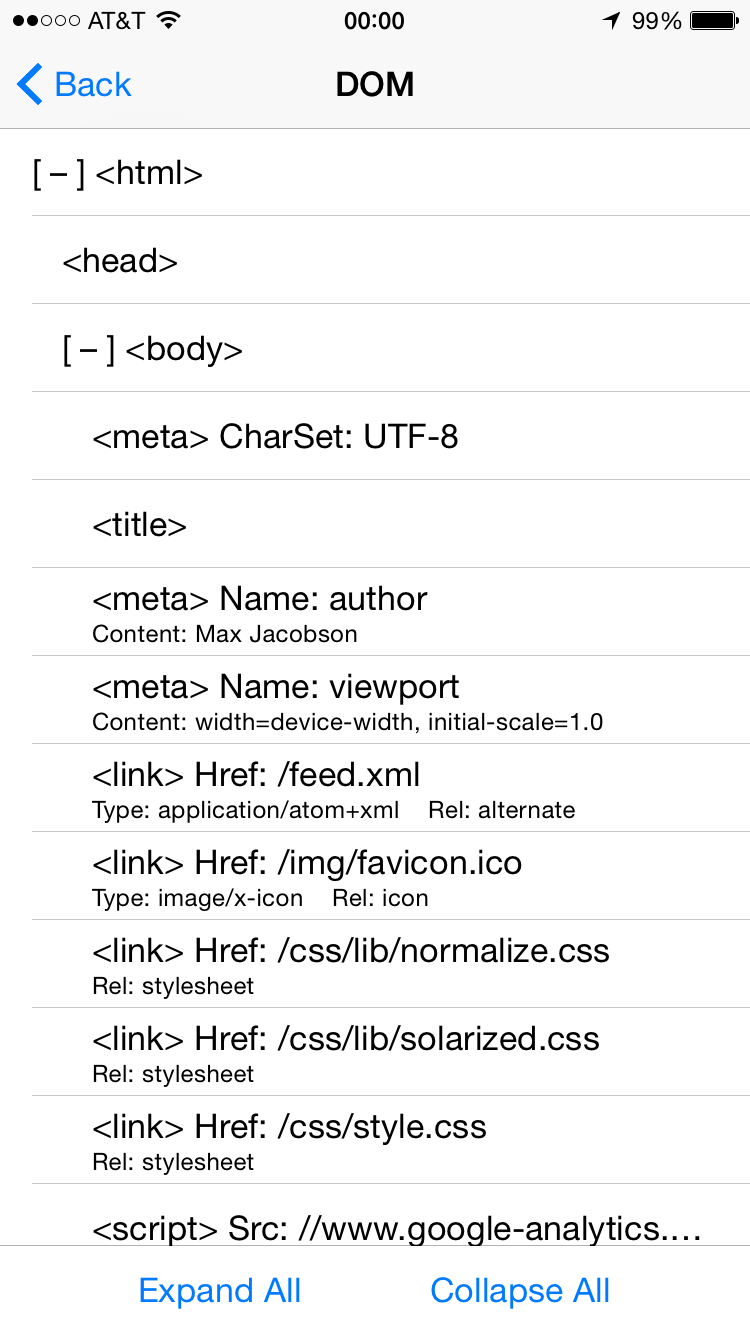 AT&T 00:00 99%
Back DOM
[ – ] <html>
<head>
[ – ] <body>
<meta> CharSet: UTF-8
<title>
<meta> Name: author
Content: Max Jacobson
<meta> Name: viewport
Content: width=device-width, initial-scale=1.0
<link> Href: /feed.xml
Type: application/atom+xml Rel: alternate
<link> Href: /img/favicon.ico
Type: image/x-icon Rel: icon
<link> Href: /css/lib/normalize.css
Rel: stylesheet
<link> Href: /css/lib/solarized.css
Rel: stylesheet
<link> Href: /css/style.css
Rel: stylesheet
<script> Src: //www.google-analytics.…
Expand All Collapse All